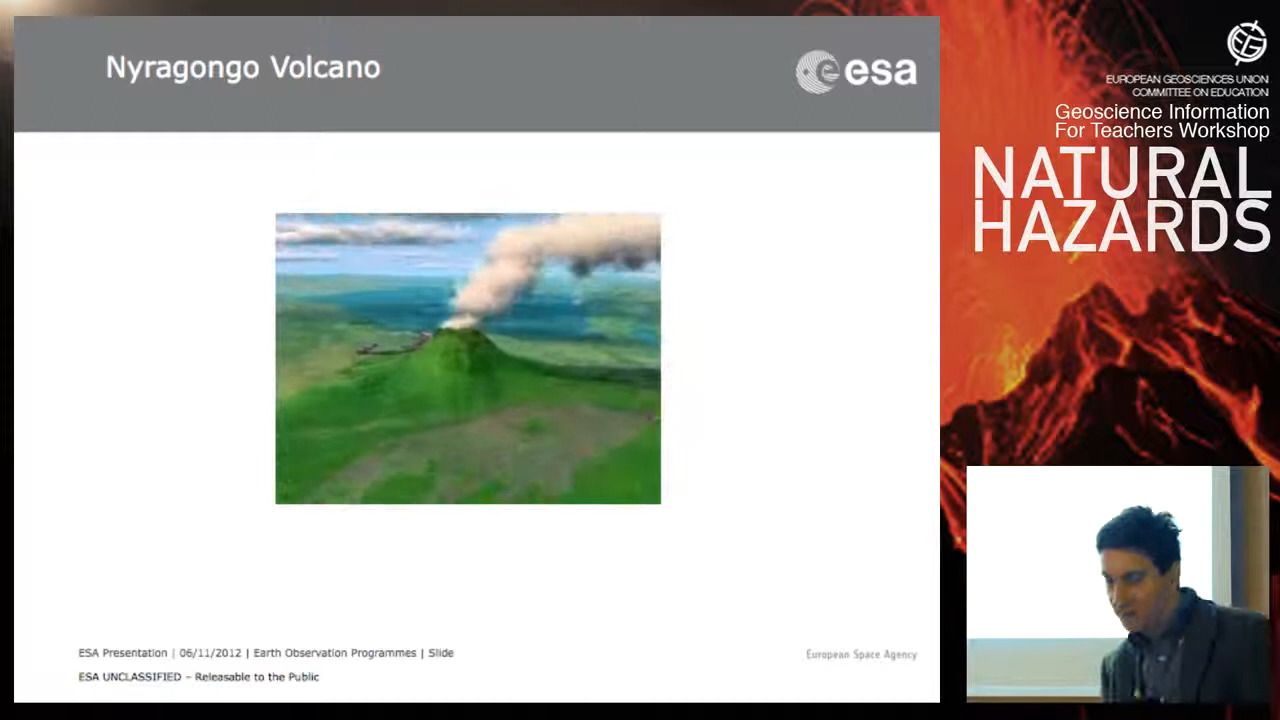 Nyragongo Volcano
esa
ESA Presentation | 06/11/2012 | Earth Observation Programmes | Slide
ESA UNCLASSIFIED – Releasable to the Public
European Space Agency
EUROPEAN GEOSCIENCES UNION
COMMITTEE ON EDUCATION
Geoscience Information
For Teachers Workshop
NATURAL
HAZARDS